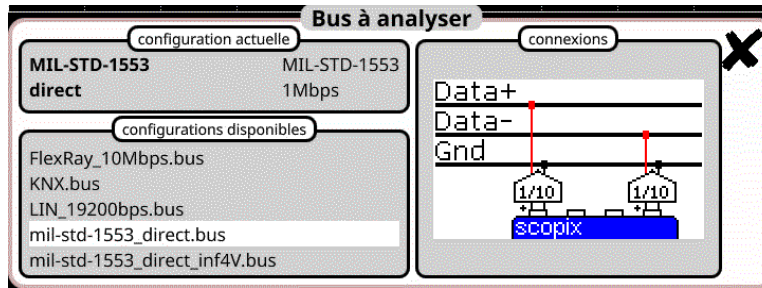 Bus à analyser
configuration actuelle
MIL-STD-1553 MIL-STD-1553
direct 1Mbps
configurations disponibles
FlexRay_10Mbps.bus
KNX.bus
LIN_19200bps.bus
mil-std-1553_direct.bus
mil-std-1553_direct_inf4V.bus
connexions
Data+
Data-
Gnd
1/10 1/10
scopix